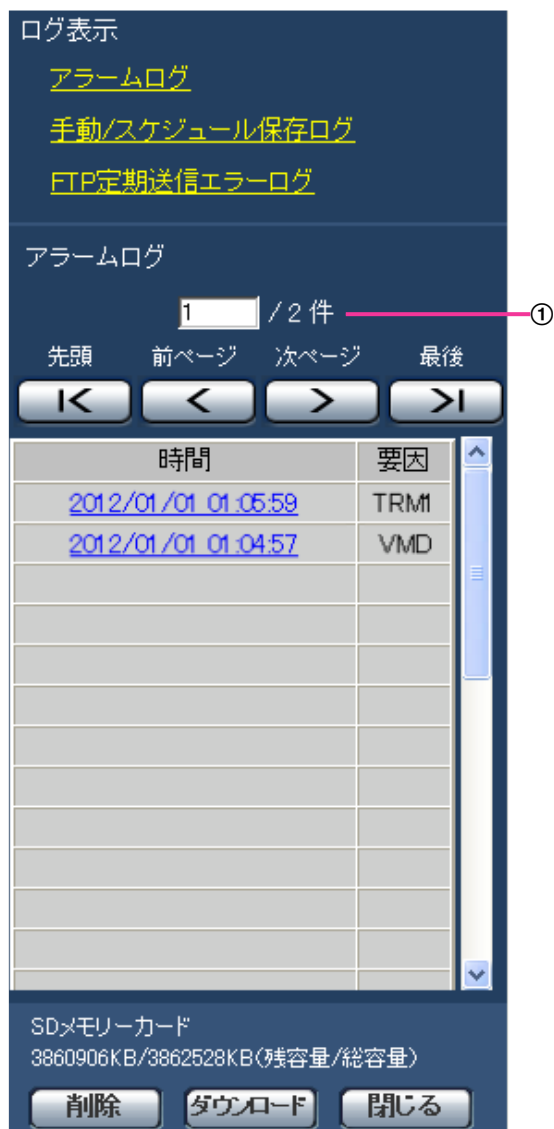 ログ表示
アラームログ
手動/スケジュール保存ログ
FTP定期送信エラーログ
アラームログ
1 /2件 ①
先頭 前ページ 次ページ 最後
|< < > >|
時間 要因
2012/01/01 01:05:59 TRM1
2012/01/01 01:04:57 VMD
SDメモリーカード
3860906KB/3862528KB(残容量/総容量)
削除 ダウンロード 閉じる